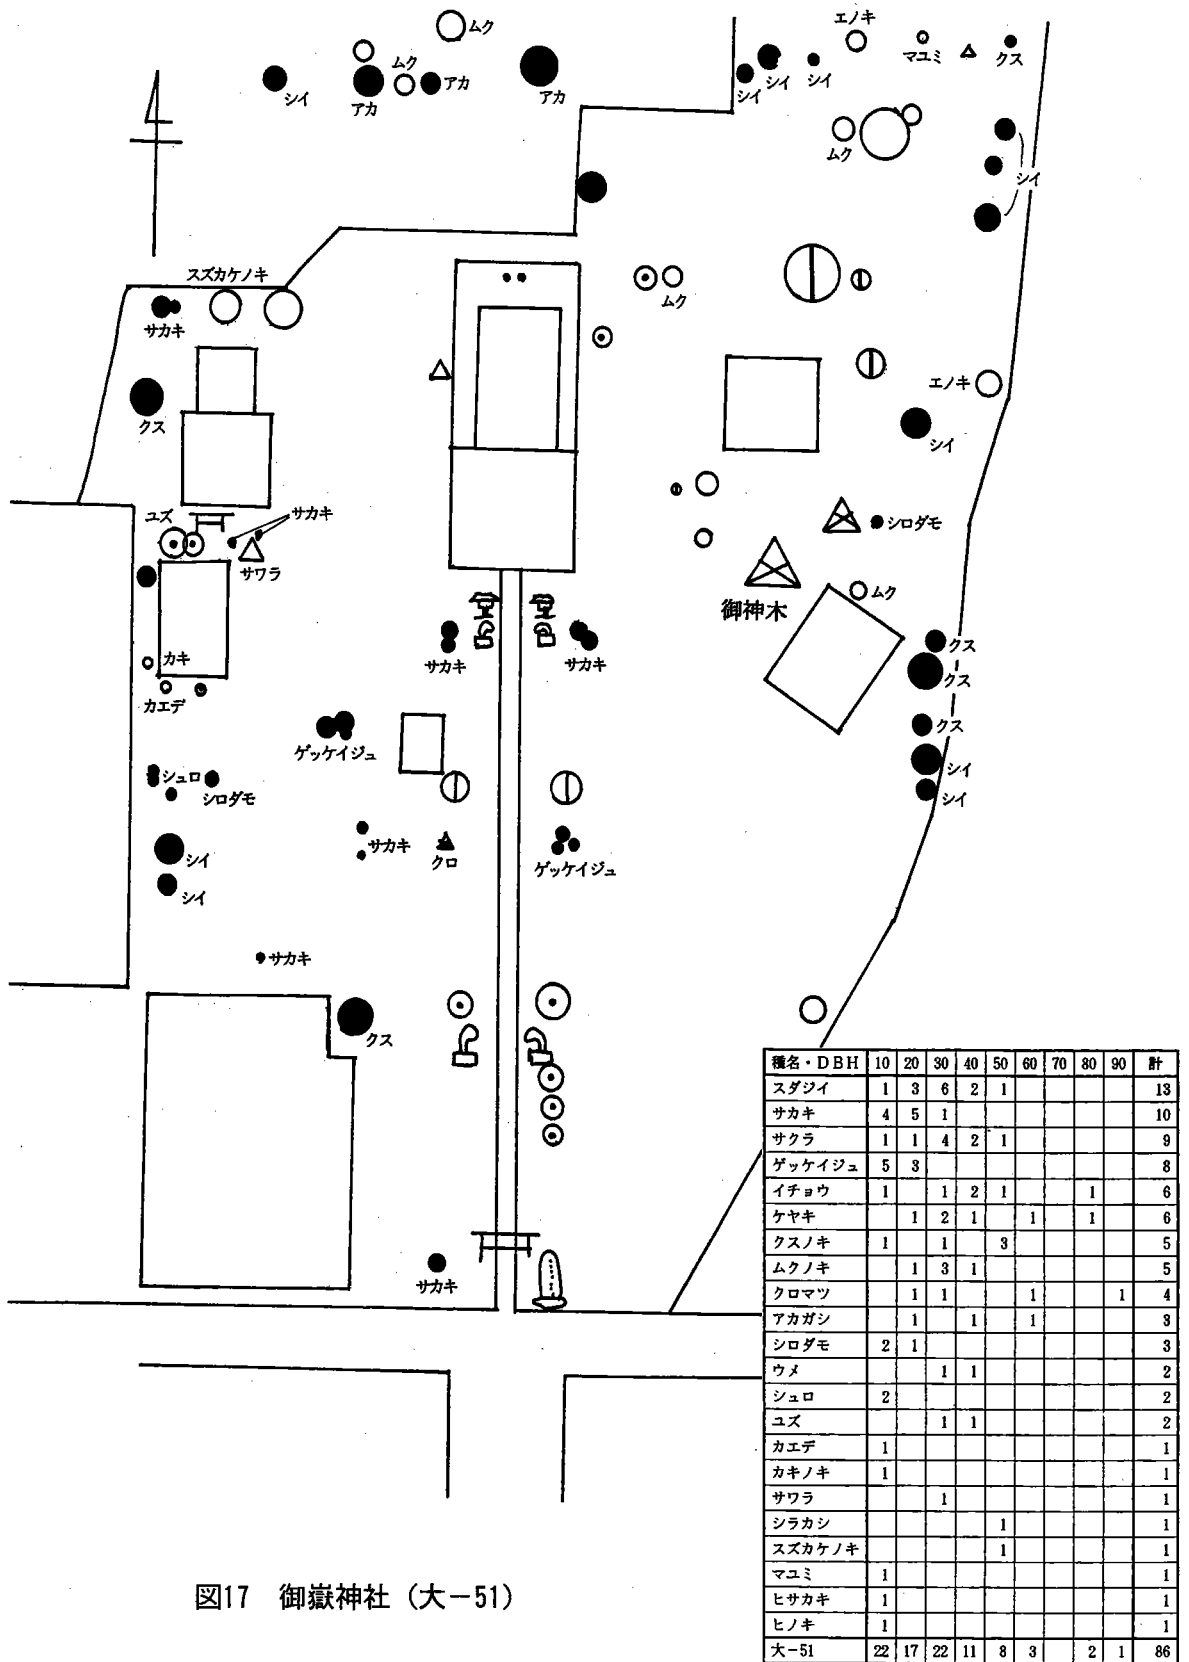 ムク
エノキ
マユミ
クス
ムク
シイ
アカ
アカ
アカ
シイ
シイ
シイ
ムク
シイ
スズカケノキ
サカキ
ムク
クス
エノキ
シイ
ユズ
サカキ
サワラ
シロダモ
御神木
ムク
サカキ
サカキ
クス
クス
カキ
カエデ
クス
ゲッケイジュ
シイ
シュロ
シロダモ
シイ
サカキ
クロ
ゲッケイジュ
シイ
シイ
サカキ
クス
サカキ
種名・DBH 10 20 30 40 50 60 70 80 90 計
スダジイ 1 3 6 2 1 13
サカキ 4 5 1 10
サクラ 1 1 4 2 1 9
ゲッケイジュ 5 3 8
イチョウ 1 1 2 1 1 6
ケヤキ 1 2 1 1 1 6
クスノキ 1 1 3 5
ムクノキ 1 3 1 5
クロマツ 1 1 1 1 4
アカガシ 1 1 1 3
シロダモ 2 1 3
ウメ 1 1 2
シュロ 2 2
ユズ 1 1 2
カエデ 1 1
カキノキ 1 1
サワラ 1 1
シラカシ 1 1
スズカケノキ 1 1
マユミ 1 1
ヒサカキ 1 1
ヒノキ 1 1
大-51 22 17 22 11 8 3 2 1 86
図17 御嶽神社(大-51)